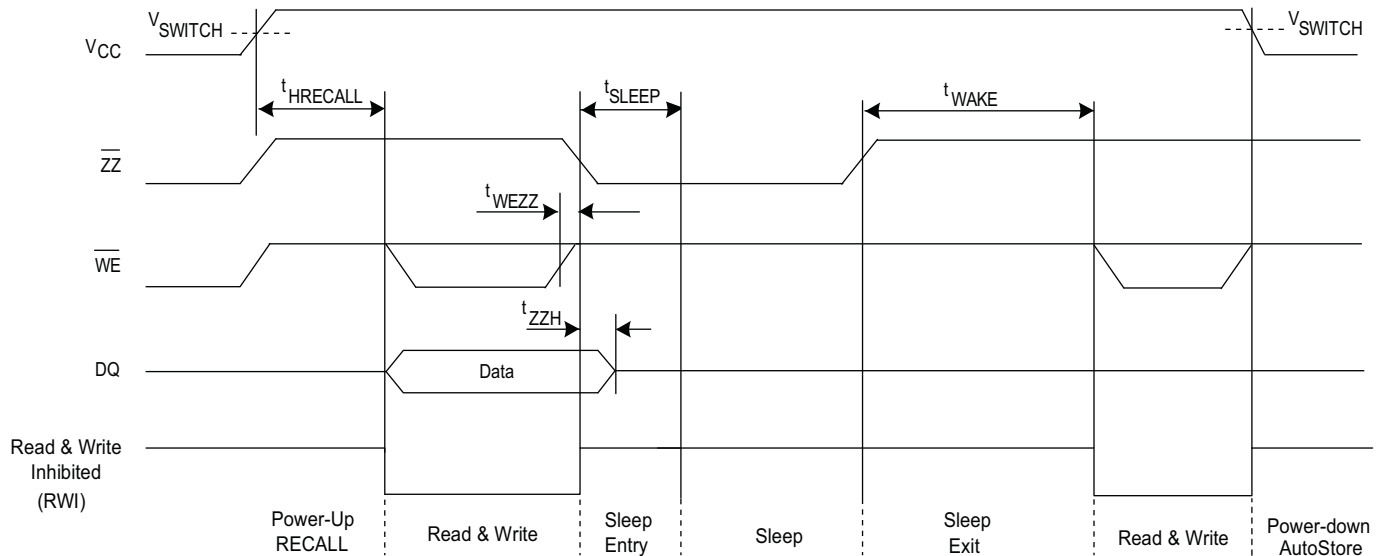 VSWITCH
VCC
VSWITCH
tHRECALL
tSLEEP
tWAKE
ZZ
tWEZZ
WE
tZZH
DQ
Data
Read & Write
Inhibited
(RWI)
Power-Up
RECALL
Read & Write
Sleep
Entry
Sleep
Sleep
Exit
Read & Write
Power-down
AutoStore